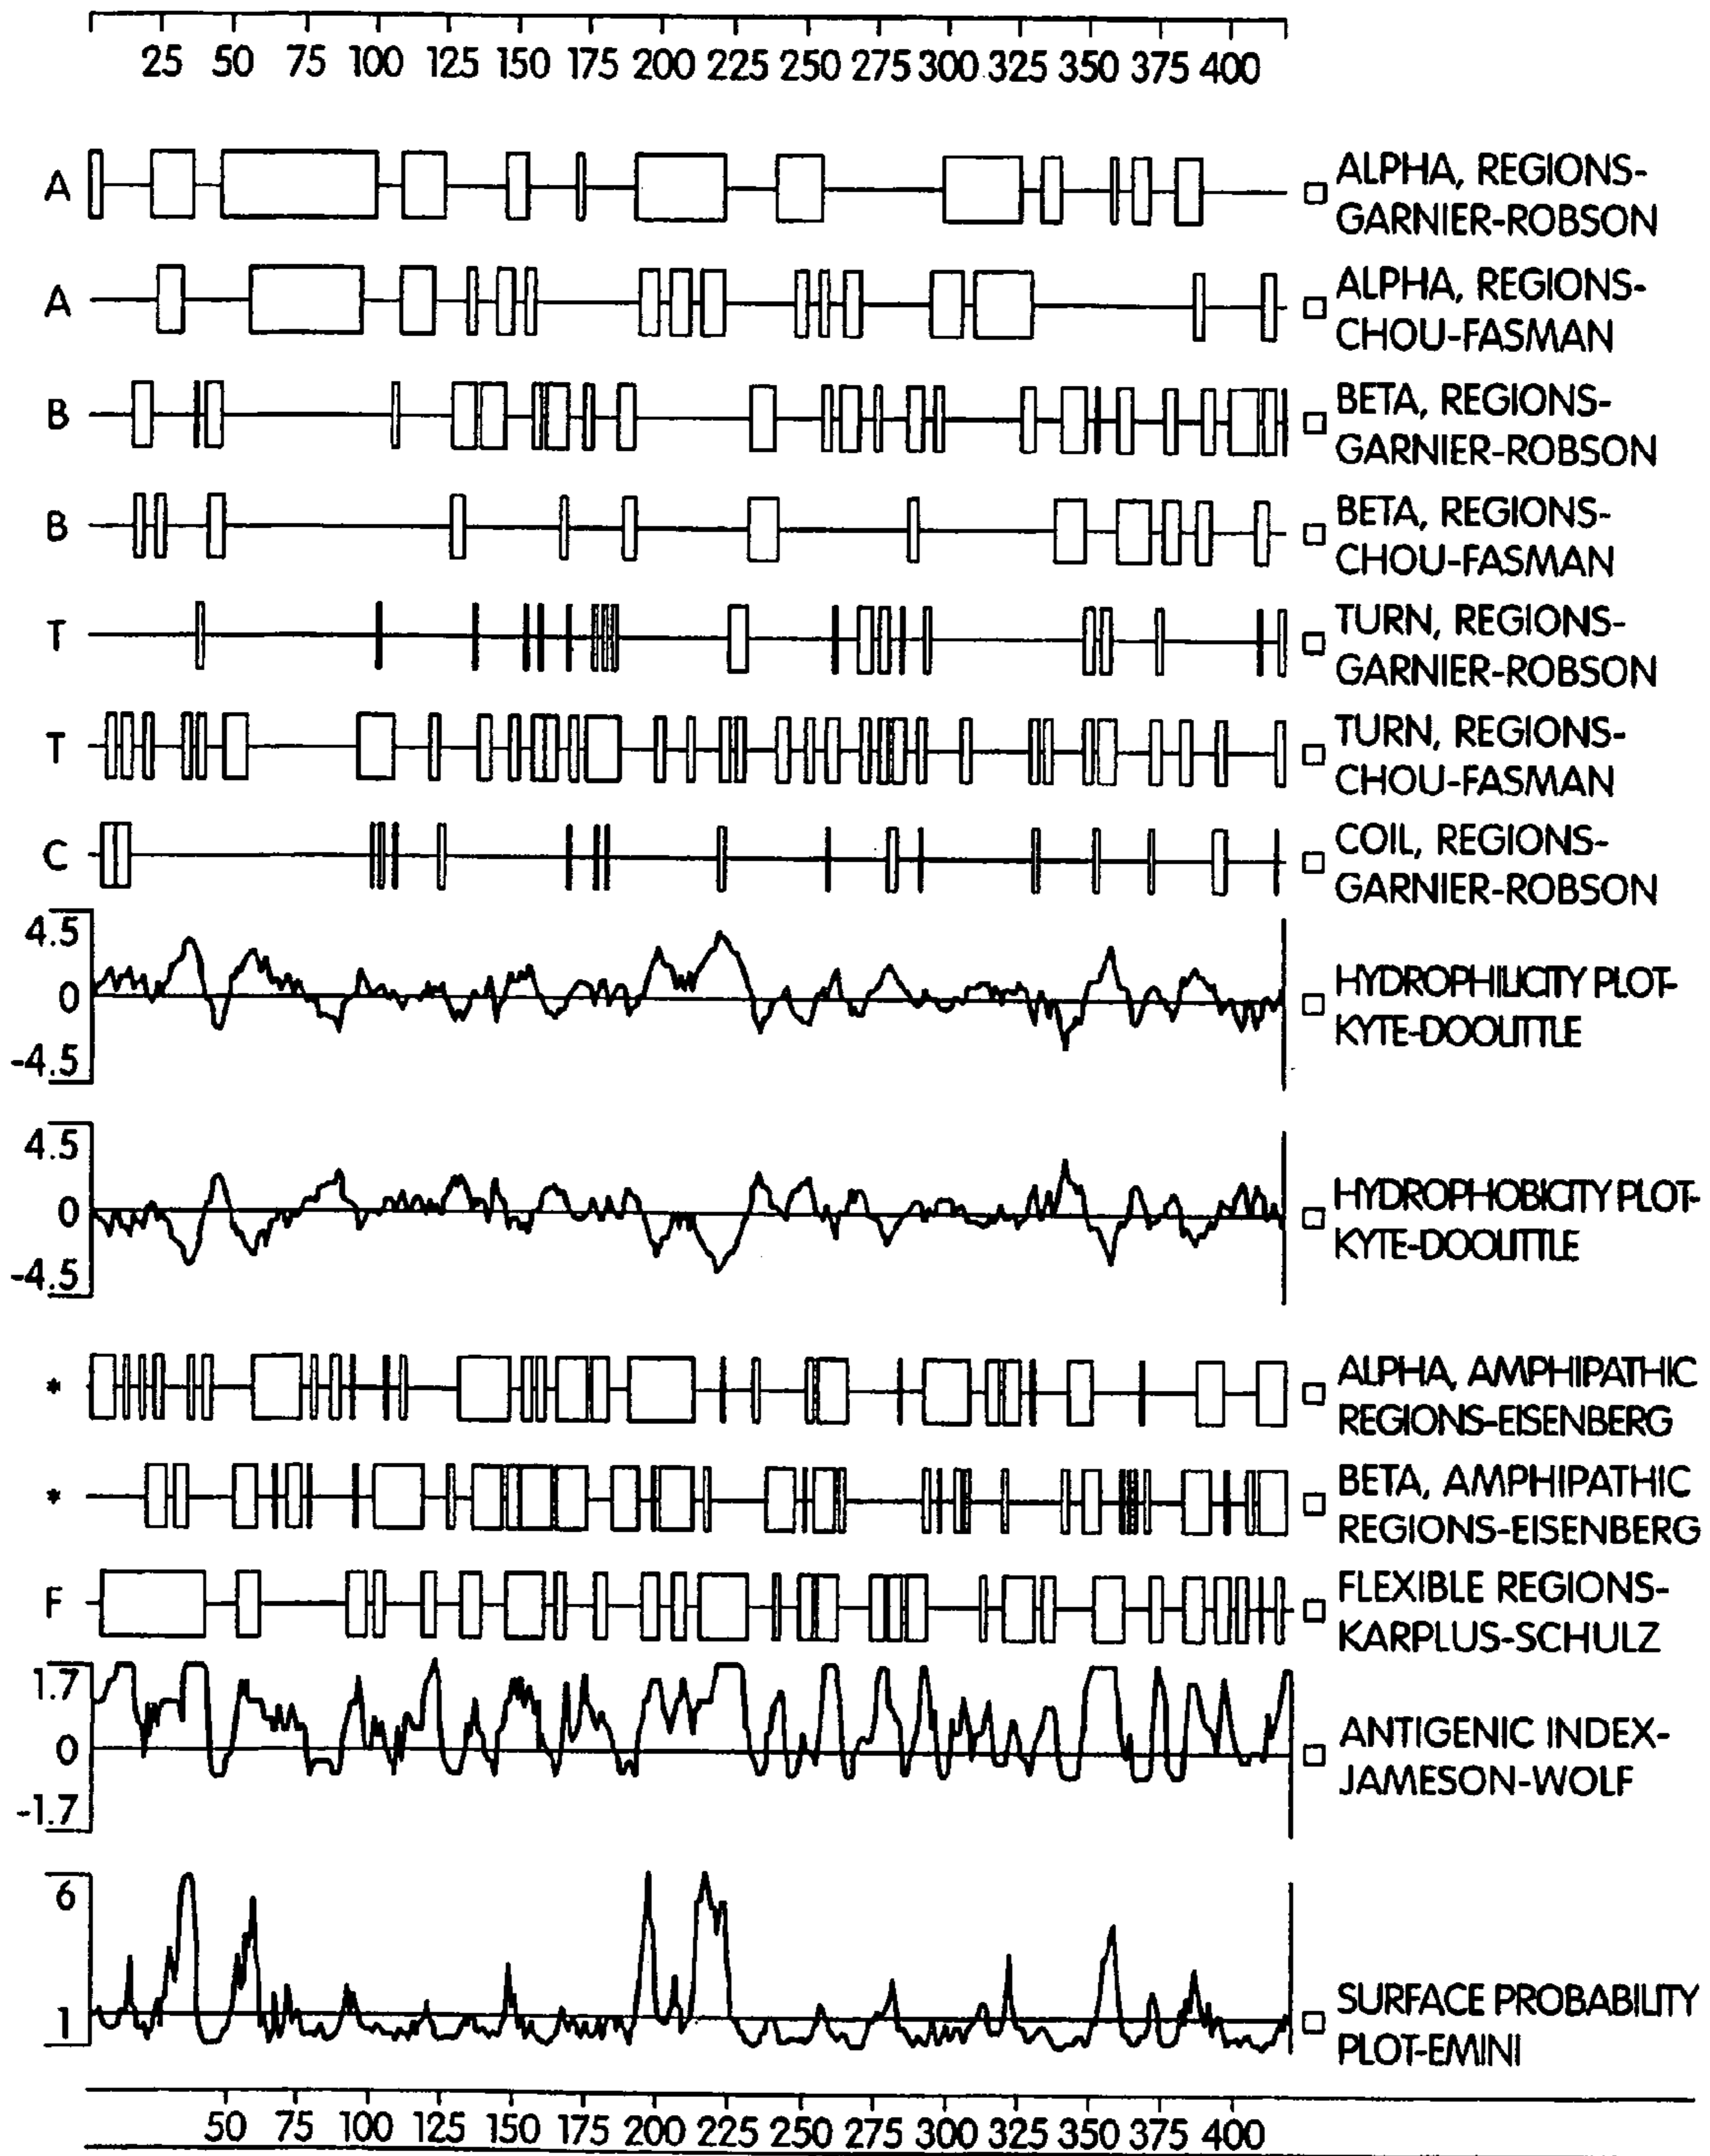 25 50 75 100 125 150 175 200 225 250 275 300 325 350 375 400
A ALPHA, REGIONS-
GARNIER-ROBSON
A ALPHA, REGIONS-
CHOU-FASMAN
B BETA, REGIONS-
GARNIER-ROBSON
B BETA, REGIONS-
CHOU-FASMAN
T TURN, REGIONS-
GARNIER-ROBSON
T TURN, REGIONS-
CHOU-FASMAN
C COIL, REGIONS-
GARNIER-ROBSON
4.5
0 HYDROPHILICITY PLOT-
KYTE-DOOLITTLE
-4.5
4.5
0 HYDROPHOBICITY PLOT-
KYTE-DOOLITTLE
-4.5
* ALPHA, AMPHIPATHIC
REGIONS-EISENBERG
* BETA, AMPHIPATHIC
REGIONS-EISENBERG
F FLEXIBLE REGIONS-
KARPLUS-SCHULZ
1.7
0 ANTIGENIC INDEX-
JAMESON-WOLF
-1.7
6
1 SURFACE PROBABILITY
PLOT-EMINI
50 75 100 125 150 175 200 225 250 275 300 325 350 375 400